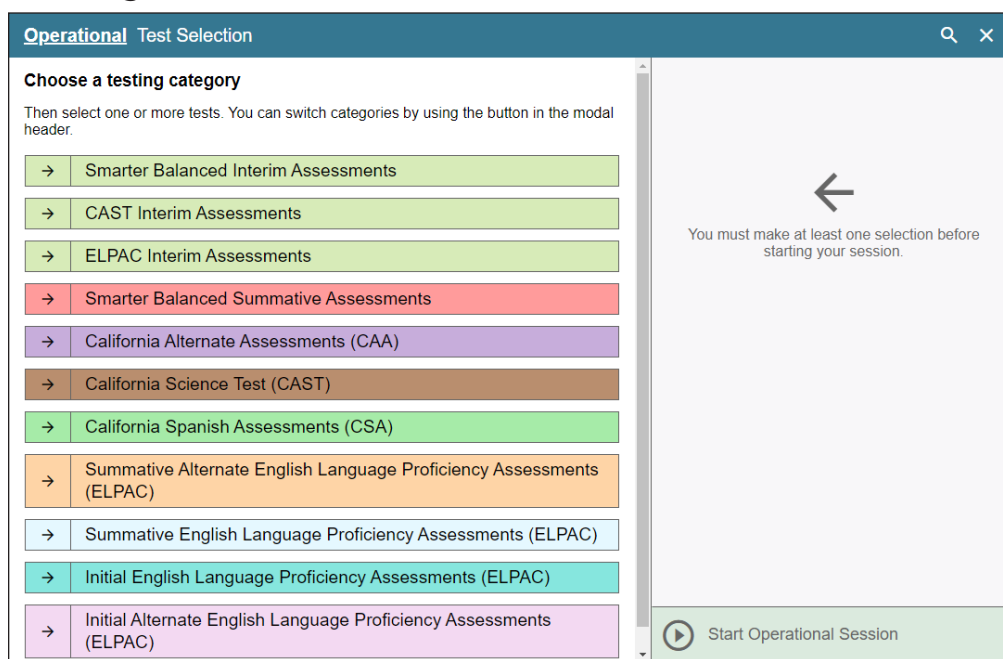 Operational Test Selection
Choose a testing category
Then select one or more tests. You can switch categories by using the button in the modal
header.
Smarter Balanced Interim Assessments
CAST Interim Assessments
ELPAC Interim Assessments
Smarter Balanced Summative Assessments
California Alternate Assessments (CAA)
California Science Test (CAST)
California Spanish Assessments (CSA)
Summative Alternate English Language Proficiency Assessments
(ELPAC)
Summative English Language Proficiency Assessments (ELPAC)
Initial English Language Proficiency Assessments (ELPAC)
Initial Alternate English Language Proficiency Assessments
(ELPAC)
You must make at least one selection before
starting your session.
Start Operational Session